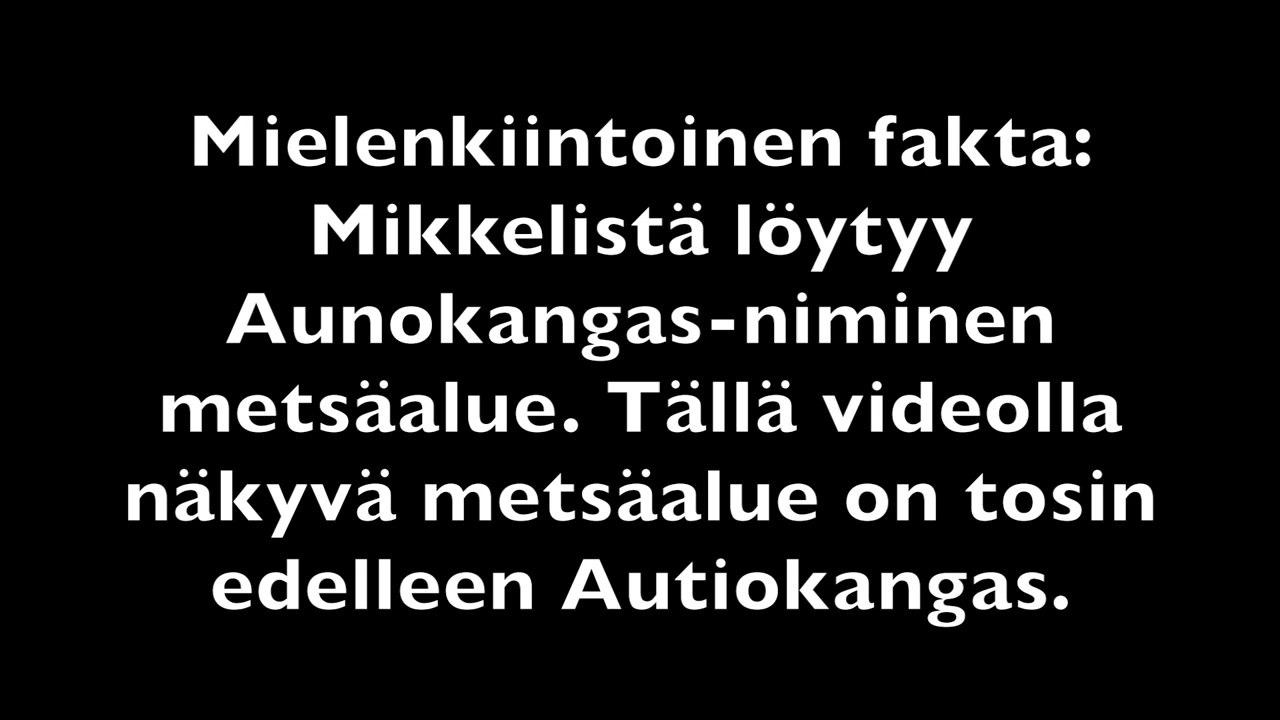 Mielenkiintoinen fakta:
Mikkelistä löytyy
Aunokangas-niminen
metsäalue. Tällä videolla
näkyvä metsäalue on tosin
edelleen Autiokangas.